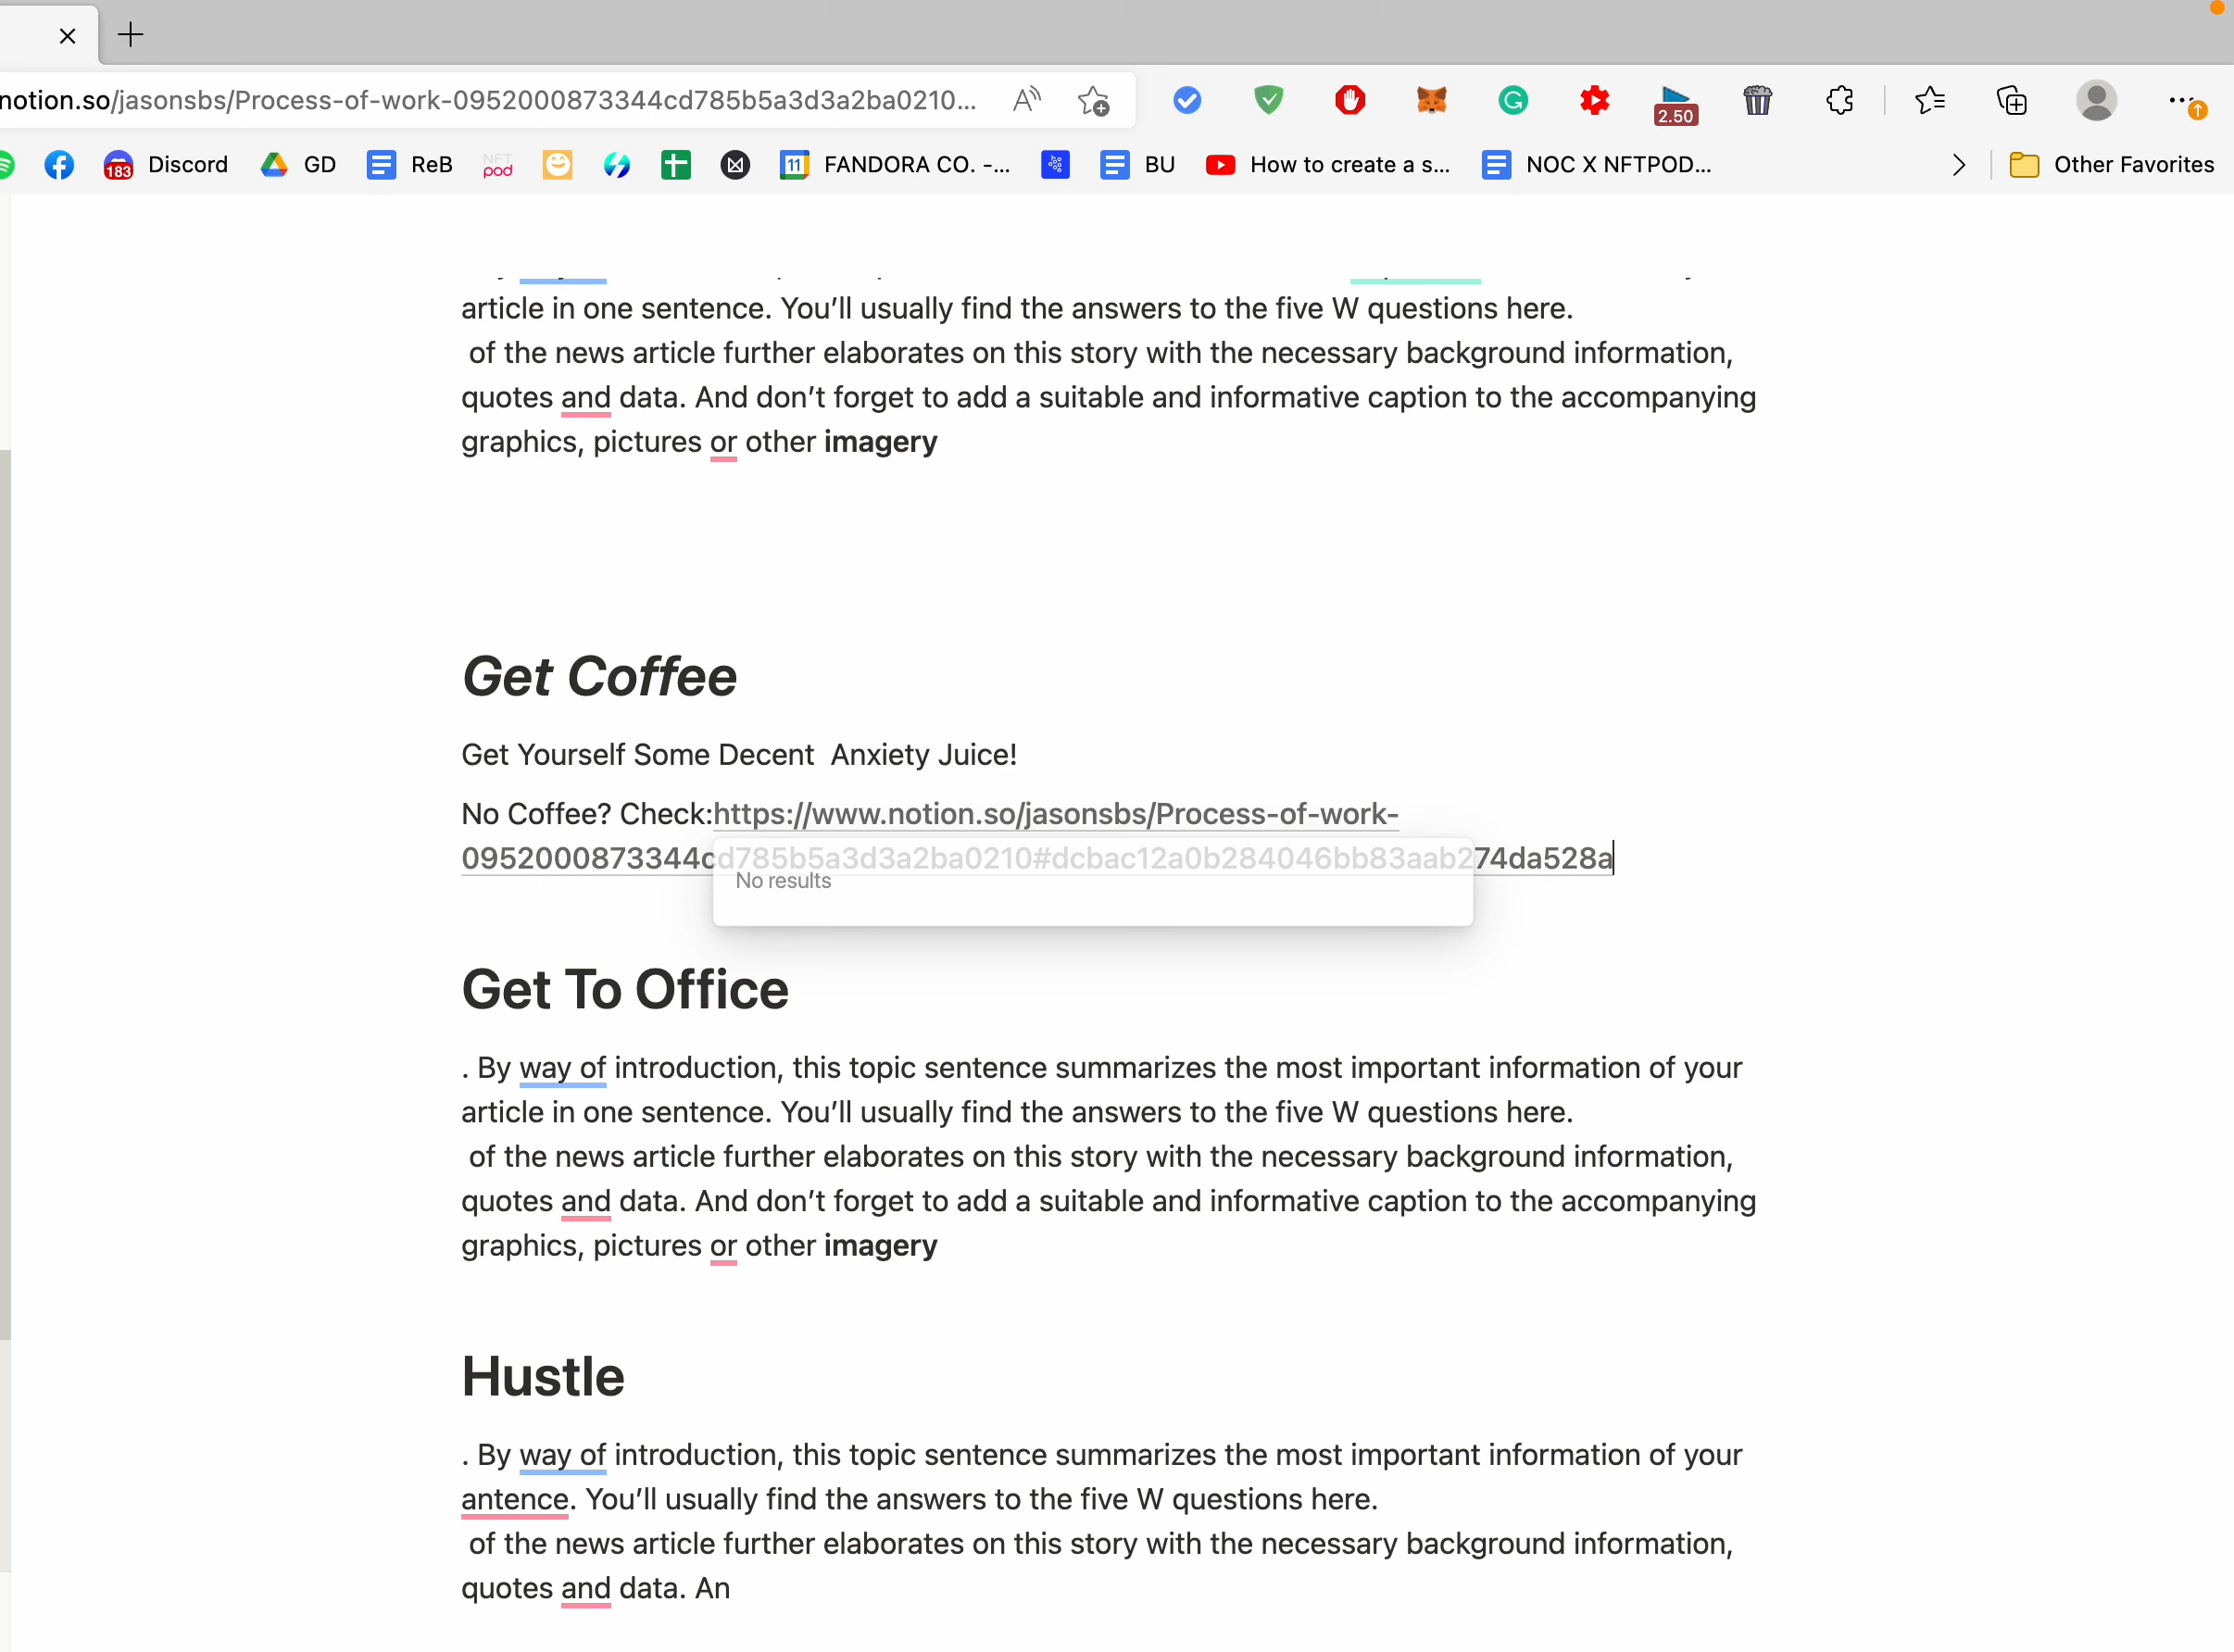 notion.so/jasonsbs/Process-of-work-0952000873344cd785b5a3d3a2ba0210...
2.50
183 Discord GD ReB NFT pod 11 FANDORA CO. -... BU How to create a s... NOC X NFTPOD... Other Favorites
article in one sentence. You’ll usually find the answers to the five W questions here.
of the news article further elaborates on this story with the necessary background information,
quotes and data. And don’t forget to add a suitable and informative caption to the accompanying
graphics, pictures or other imagery
Get Coffee
Get Yourself Some Decent  Anxiety Juice!
No Coffee? Check:https://www.notion.so/jasonsbs/Process-of-work-
0952000873344cd785b5a3d3a2ba0210#dcbac12a0b284046bb83aab274da528a
No results
Get To Office
. By way of introduction, this topic sentence summarizes the most important information of your
article in one sentence. You’ll usually find the answers to the five W questions here.
of the news article further elaborates on this story with the necessary background information,
quotes and data. And don’t forget to add a suitable and informative caption to the accompanying
graphics, pictures or other imagery
Hustle
. By way of introduction, this topic sentence summarizes the most important information of your
antence. You’ll usually find the answers to the five W questions here.
of the news article further elaborates on this story with the necessary background information,
quotes and data. An